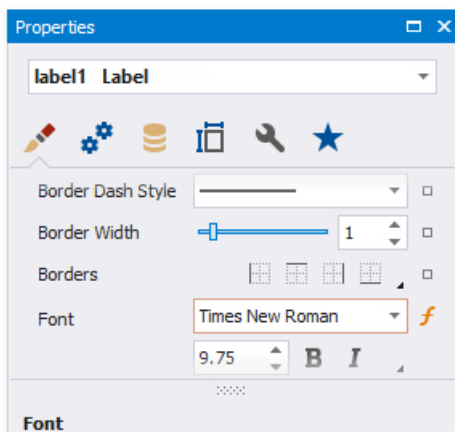 Properties
label1 Label
Border Dash Style
Border Width 1
Borders
Font Times New Roman f
9.75 B I
Font